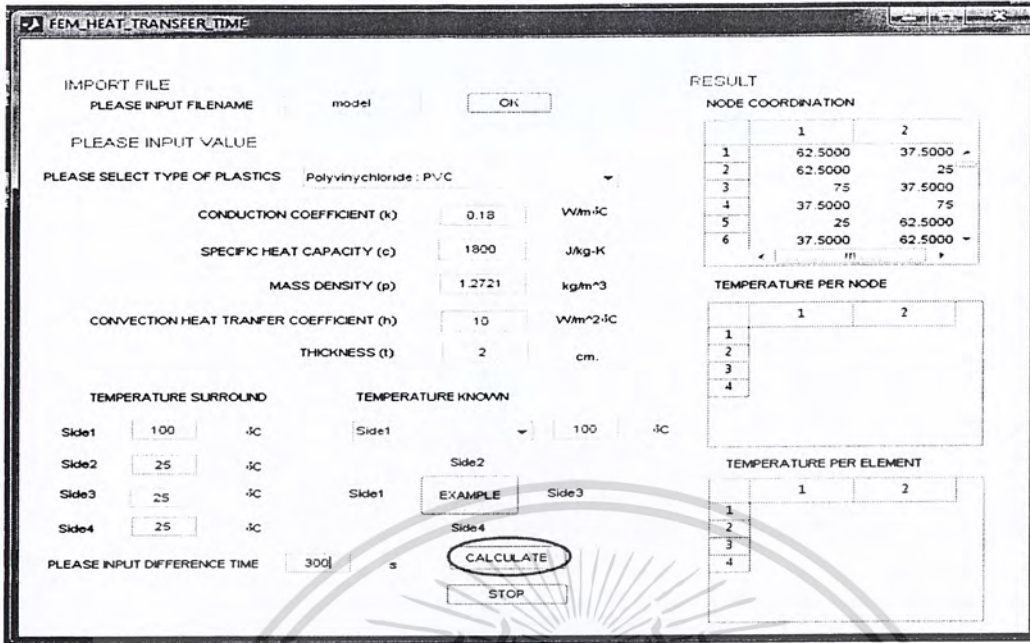 FEM_HEAT_TRANSFER_TIME
IMPORT FILE
PLEASE INPUT FILENAME model OK
PLEASE INPUT VALUE
PLEASE SELECT TYPE OF PLASTICS Polyvinychloride : PVC
CONDUCTION COEFFICIENT (k) 0.18 W/m·ํC
SPECIFIC HEAT CAPACITY (c) 1800 J/kg-K
MASS DENSITY (p) 1.2721 kg/m^3
CONVECTION HEAT TRANFER COEFFICIENT (h) 10 W/m^2·ํC
THICKNESS (t) 2 cm.
TEMPERATURE SURROUND
Side1 100 ํC
Side2 25 ํC
Side3 25 ํC
Side4 25 ํC
TEMPERATURE KNOWN
Side1 100 ํC
Side2
Side1 EXAMPLE Side3
Side4
PLEASE INPUT DIFFERENCE TIME 300 s
CALCULATE
STOP
RESULT
NODE COORDINATION
1 2
1 62.5000 37.5000
2 62.5000 25
3 75 37.5000
4 37.5000 75
5 25 62.5000
6 37.5000 62.5000
TEMPERATURE PER NODE
1 2
1
2
3
4
TEMPERATURE PER ELEMENT
1 2
1
2
3
4